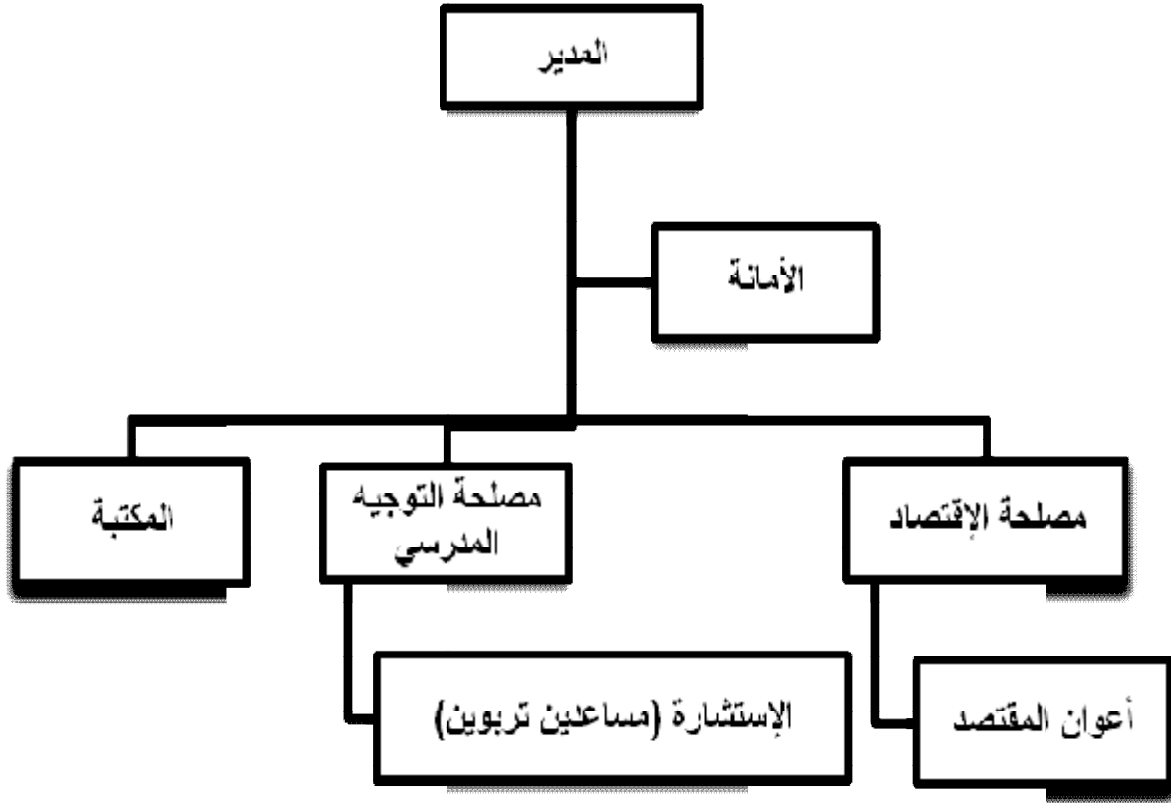 المدير
الأمانة
مصلحة الإقتصاد
مصلحة التوجيه
المدرسي
المكتبة
أعوان المقتصد
الإستشارة (مساعدين تربوين)